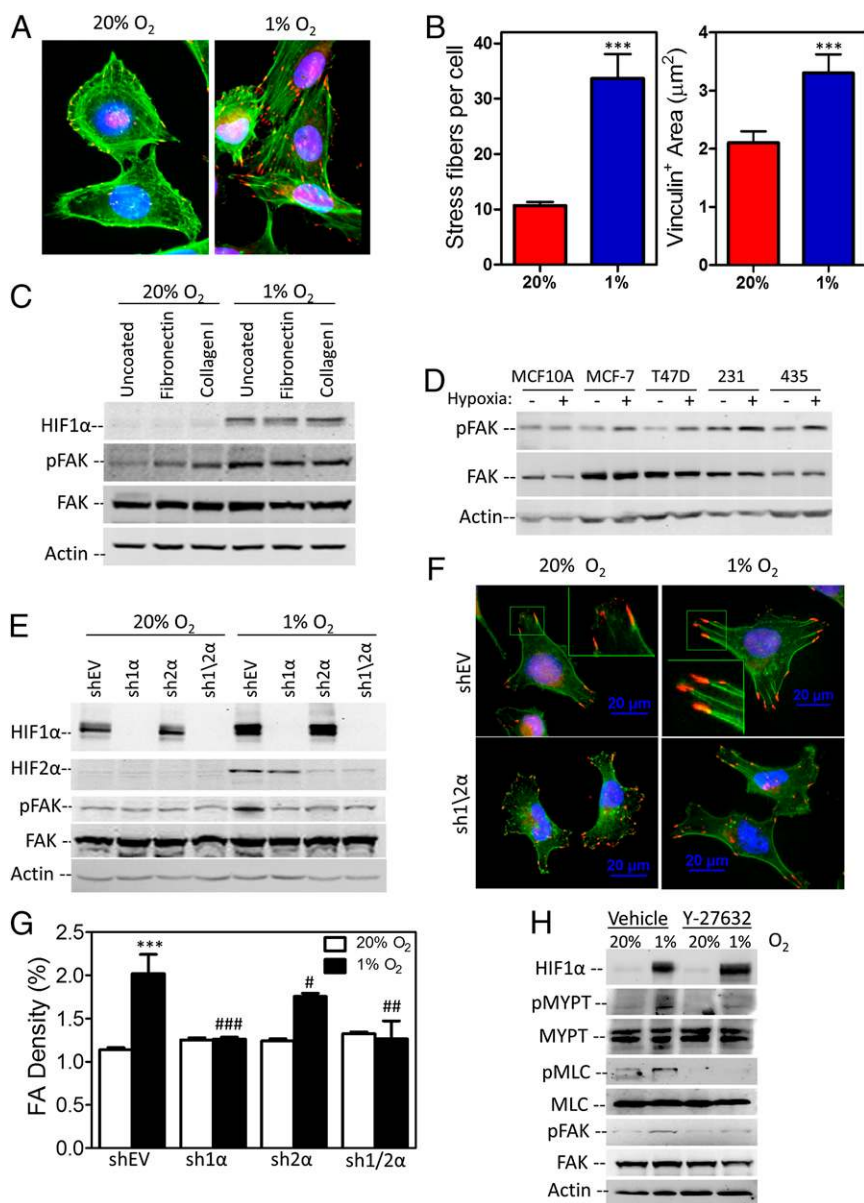 A
20% O₂ 1% O₂
B
Stress fibers per cell
40
30
20
10
0
***
20% 1%
Vinculin⁺ Area (μm²)
4
3
2
1
0
***
20% 1%
C
20% O₂ 1% O₂
Uncoated Fibronectin Collagen I Uncoated Fibronectin Collagen I
HIF1α--
pFAK --
FAK --
Actin--
D
MCF10A MCF-7 T47D 231 435
Hypoxia: - + - + - + - + - +
pFAK --
FAK --
Actin--
E
20% O₂ 1% O₂
shEV sh1α sh2α sh1\2α shEV sh1α sh2α sh1\2α
HIF1α--
HIF2α--
pFAK--
FAK --
Actin --
F
20% O₂ 1% O₂
shEV
20 μm 20 μm
sh1\2α
20 μm 20 μm
G
FA Density (%)
2.5
2.0
1.5
1.0
0.5
0.0
20% O₂
1% O₂
***
###
#
##
shEV sh1α sh2α sh1/2α
H
Vehicle Y-27632
20% 1% 20% 1% O₂
HIF1α --
pMYPT --
MYPT --
pMLC --
MLC --
pFAK --
FAK --
Actin --